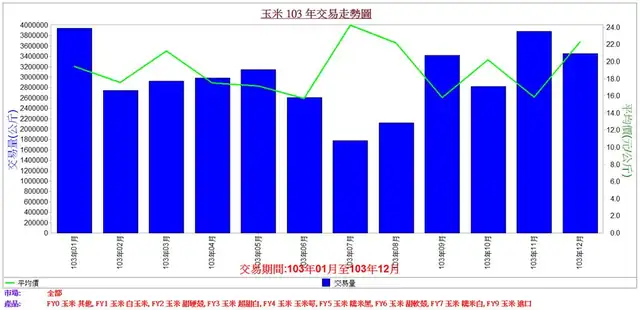 玉米 103 年交易走勢圖
交易量(公斤)
4000000
3800000
3600000
3400000
3200000
3000000
2800000
2600000
2400000
2200000
2000000
1800000
1600000
1400000
1200000
1000000
800000
600000
400000
200000
0
24.0
22.0
20.0
18.0
16.0
14.0
12.0
10.0
8.0
6.0
4.0
2.0
0.0
平均價(元/公斤)
103年01月
103年02月
103年03月
103年04月
103年05月
103年06月
103年07月
103年08月
103年09月
103年10月
103年11月
103年12月
交易期間:103年01月至103年12月
平均價
交易量
市場: 全部
產品: FY0 玉米 其他, FY1 玉米 白玉米, FY2 玉米 甜硬殼, FY3 玉米 超甜白, FY4 玉米 玉米筍, FY5 玉米 糯米黑, FY6 玉米 甜軟殼, FY7 玉米 糯米白, FY9 玉米 進口